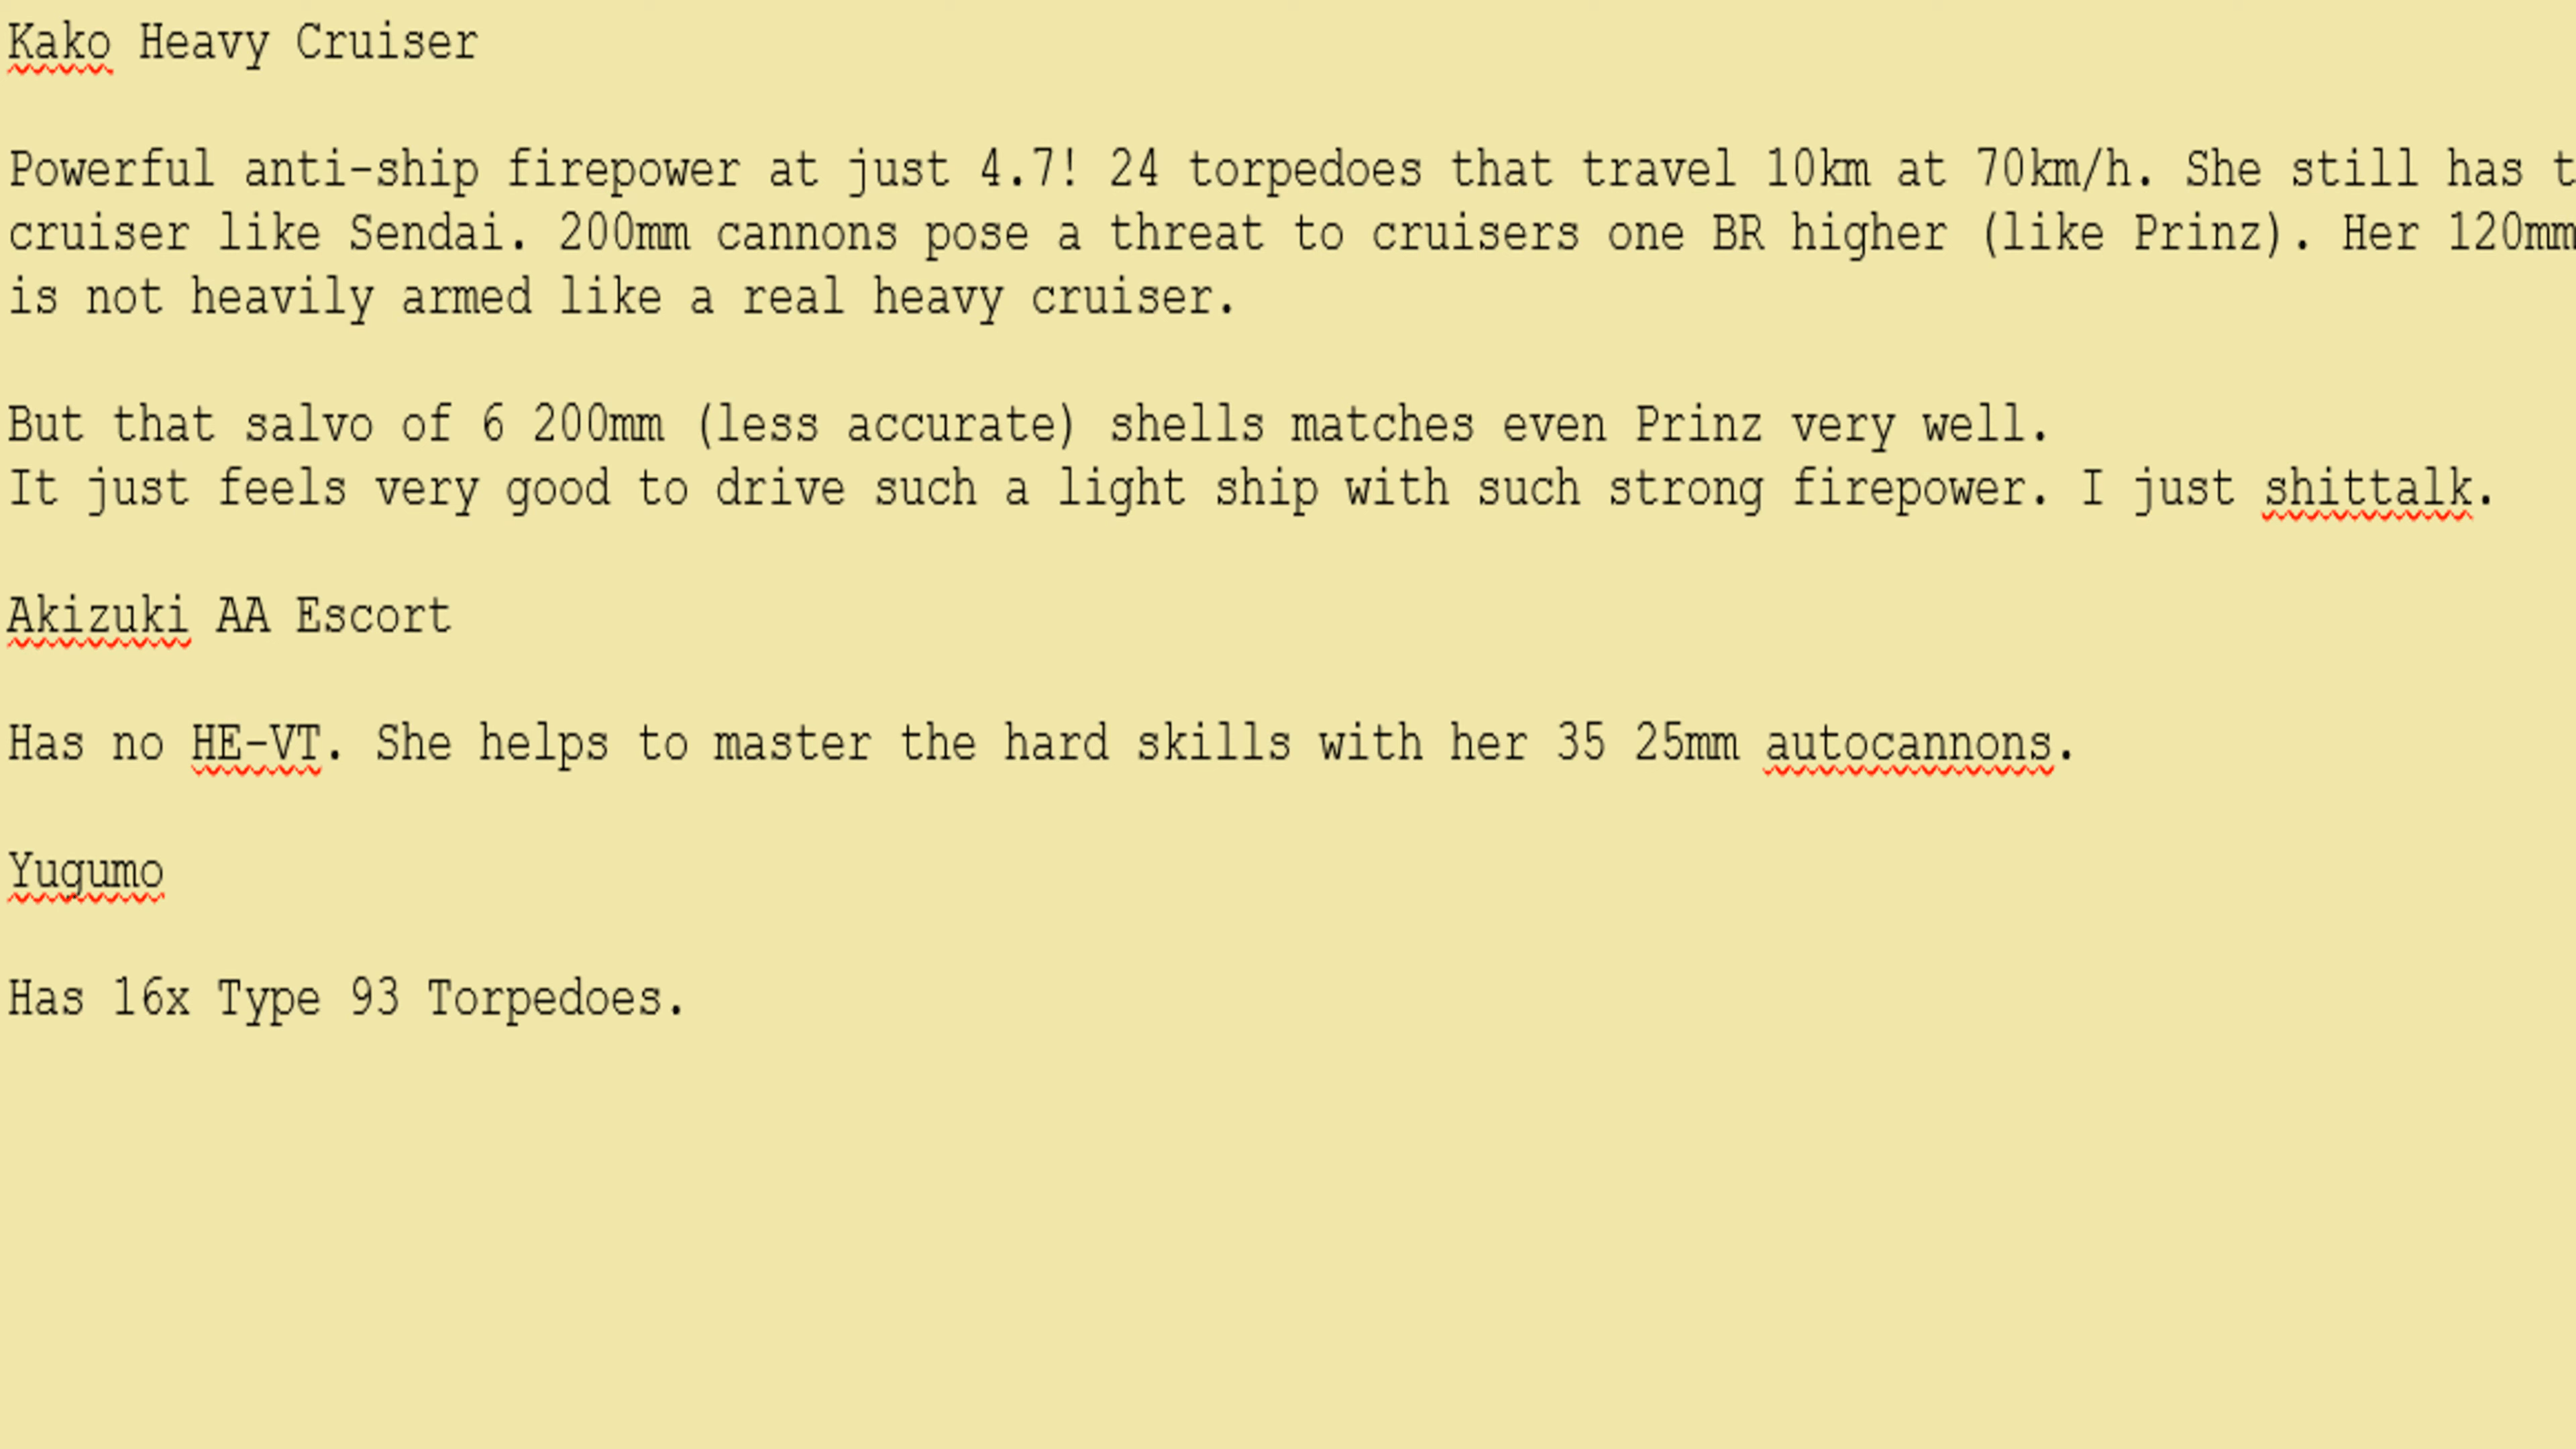 Kako Heavy Cruiser
Powerful anti-ship firepower at just 4.7! 24 torpedoes that travel 10km at 70km/h. She still has
cruiser like Sendai. 200mm cannons pose a threat to cruisers one BR higher (like Prinz). Her 120mm
is not heavily armed like a real heavy cruiser.
But that salvo of 6 200mm (less accurate) shells matches even Prinz very well.
It just feels very good to drive such a light ship with such strong firepower. I just shittalk.
Akizuki AA Escort
Has no HE-VT. She helps to master the hard skills with her 35 25mm autocannons.
Yugumo
Has 16x Type 93 Torpedoes.